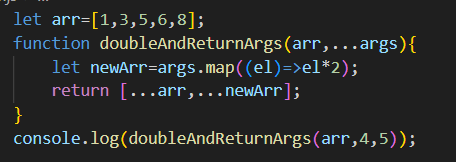 let arr=[1,3,5,6,8];
function doubleAndReturnArgs(arr,...args){
    let newArr=args.map((el)=>el*2);
    return [...arr,...newArr];
}
console.log(doubleAndReturnArgs(arr,4,5));